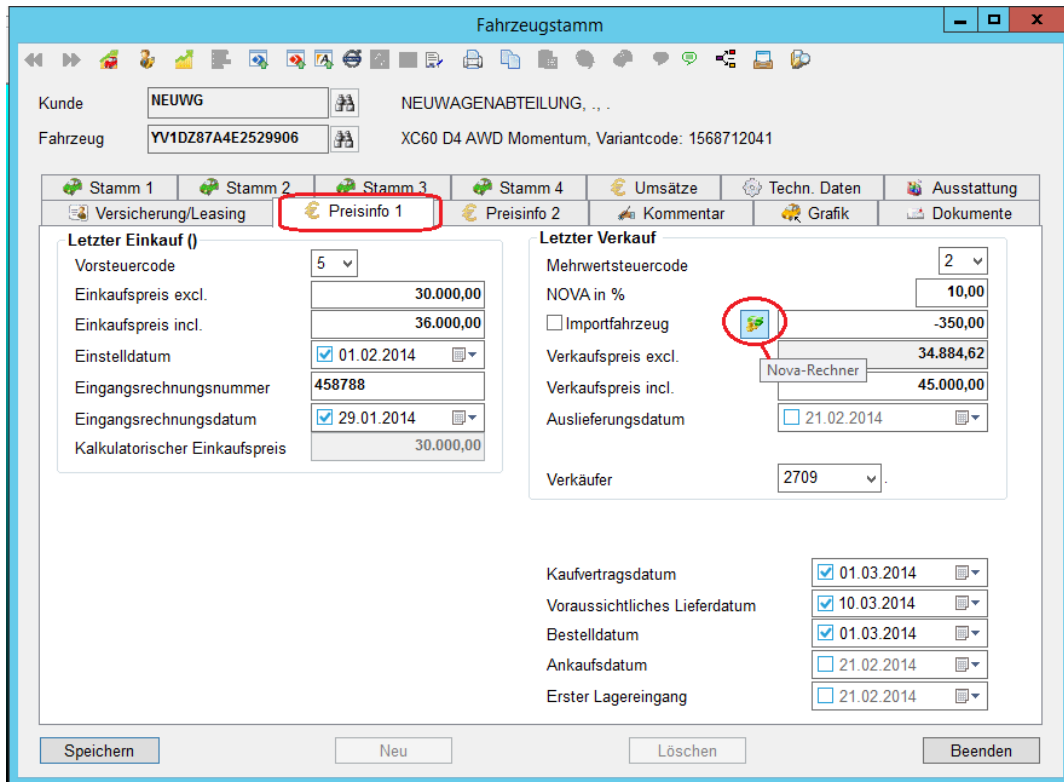 Fahrzeugstamm
Kunde NEUWG NEUWAGENABTEILUNG, ., .
Fahrzeug YV1DZ87A4E2529906 XC60 D4 AWD Momentum, Variantcode: 1568712041
Stamm 1 Stamm 2 Stamm 3 Stamm 4 Umsätze Techn. Daten Ausstattung
Versicherung/Leasing Preisinfo 1 Preisinfo 2 Kommentar Grafik Dokumente
Letzter Einkauf ()
Vorsteuercode 5
Einkaufspreis excl. 30.000,00
Einkaufspreis incl. 36.000,00
Einstelldatum 01.02.2014
Eingangsrechnungsnummer 458788
Eingangsrechnungsdatum 29.01.2014
Kalkulatorischer Einkaufspreis 30.000,00
Letzter Verkauf
Mehrwertsteuercode 2
NOVA in % 10,00
Importfahrzeug -350,00
Verkaufspreis excl. 34.884,62
Nova-Rechner
Verkaufspreis incl. 45.000,00
Auslieferungsdatum 21.02.2014
Verkäufer 2709 .
Kaufvertragsdatum 01.03.2014
Voraussichtliches Lieferdatum 10.03.2014
Bestelldatum 01.03.2014
Ankaufsdatum 21.02.2014
Erster Lagereingang 21.02.2014
Speichern Neu Löschen Beenden